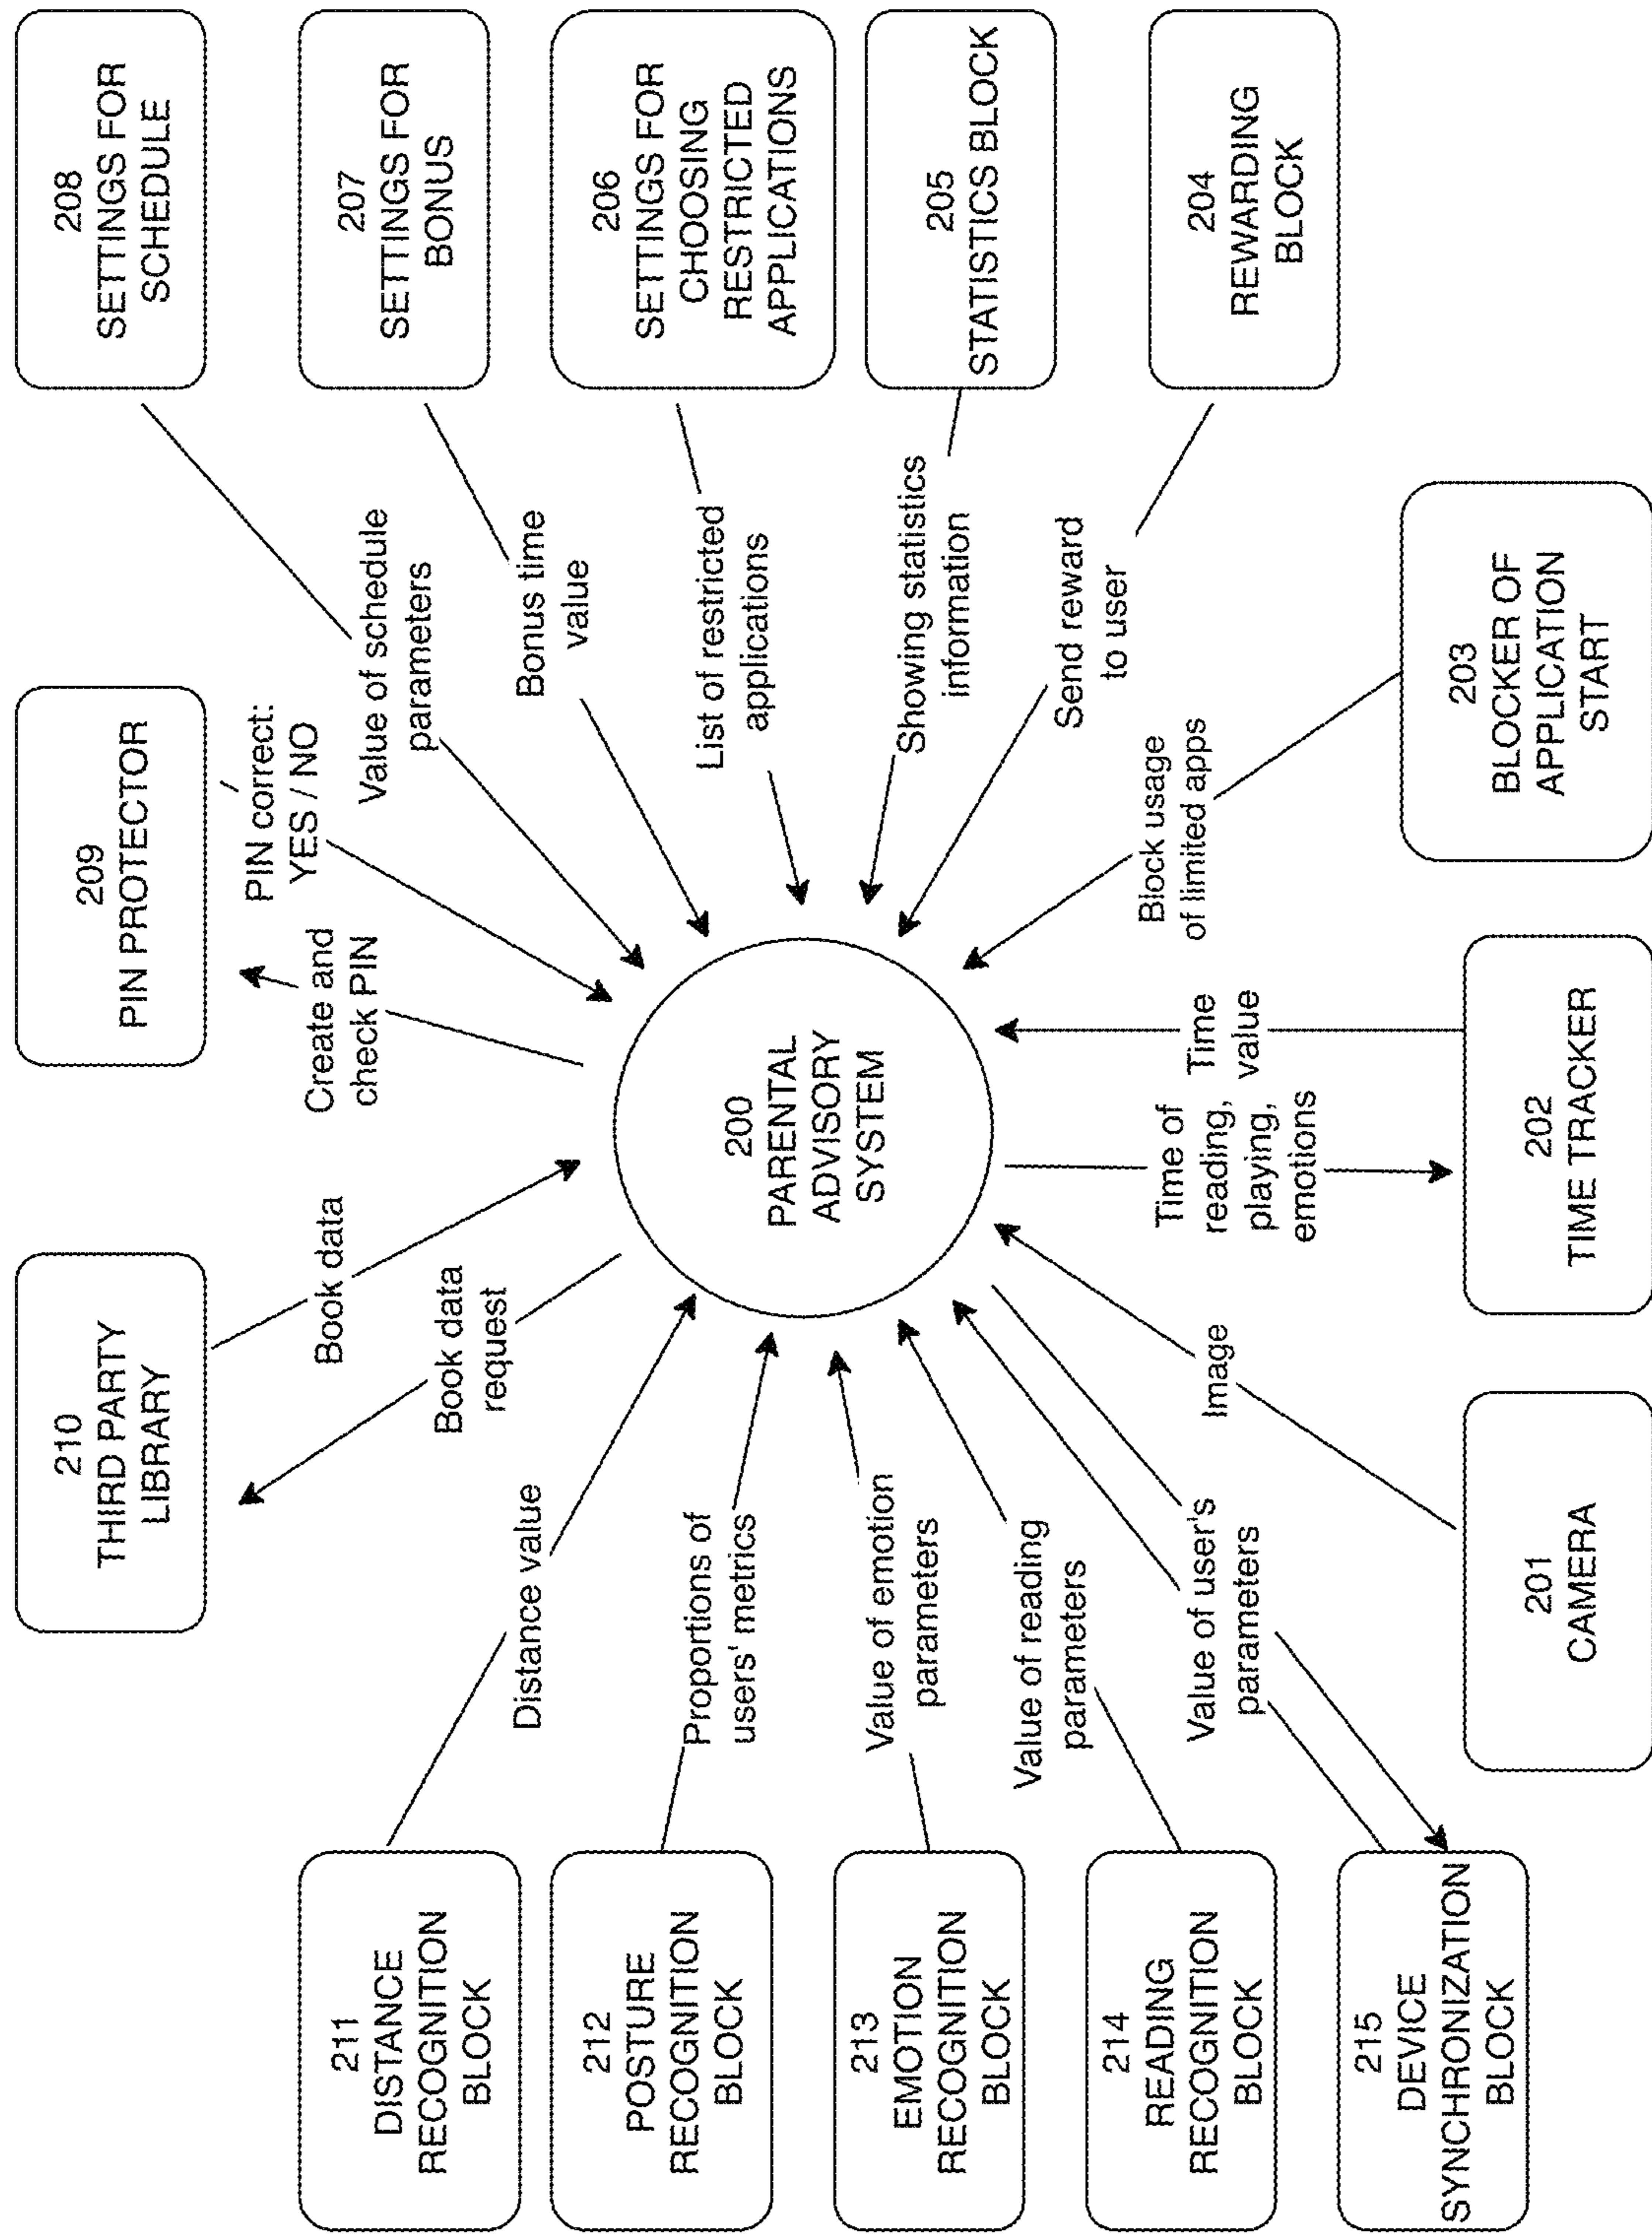 210
THIRD PARTY
LIBRARY
209
PIN PROTECTOR
208
SETTINGS FOR
SCHEDULE
Book data
Create and
check PIN
PIN correct:
YES / NO
Value of schedule
parameters
211
DISTANCE
RECOGNITION
BLOCK
Distance value
Book data
request
Bonus time
value
207
SETTINGS FOR
BONUS
212
POSTURE
RECOGNITION
BLOCK
Proportions of
users' metrics
200
PARENTAL
ADVISORY
SYSTEM
List of restricted
applications
206
SETTINGS FOR
CHOOSING
RESTRICTED
APPLICATIONS
213
EMOTION
RECOGNITION
BLOCK
Value of emotion
parameters
Showing statistics
information
205
STATISTICS BLOCK
214
READING
RECOGNITION
BLOCK
Value of reading
parameters
Send reward
to user
204
REWARDING
BLOCK
215
DEVICE
SYNCHRONIZATION
BLOCK
Value of user's
parameters
Image
Time of
reading,
playing,
emotions
Time
value
Block usage
of limited apps
201
CAMERA
202
TIME TRACKER
203
BLOCKER OF
APPLICATION
START